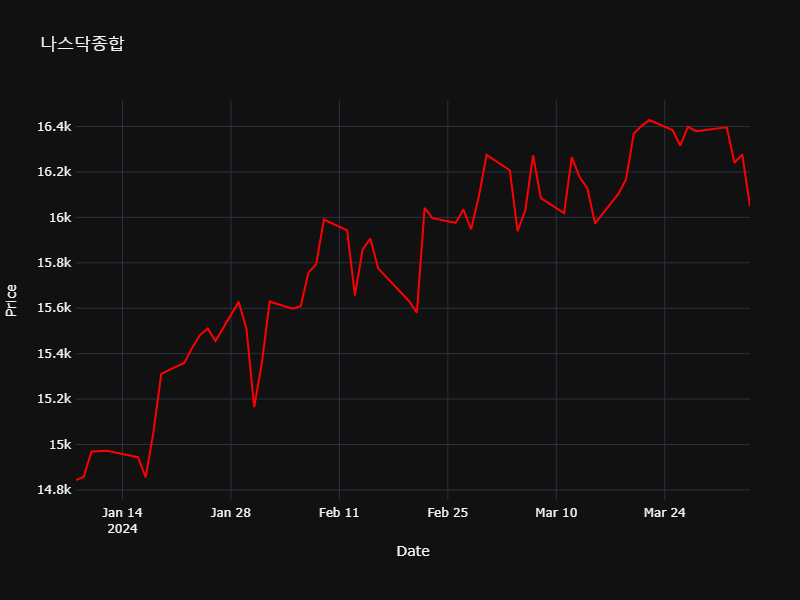 나스닥종합
16.4k
16.2k
16k
15.8k
15.6k
15.4k
15.2k
15k
14.8k
Price
Jan 14
2024
Jan 28
Feb 11
Feb 25
Mar 10
Mar 24
Date